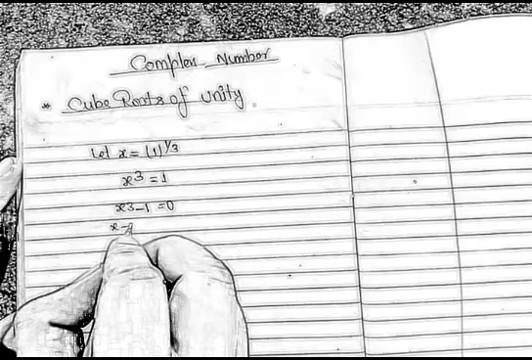 Complex Number
* Cube Roots of Unity.
Let x = (1)^1/3
x^3 = 1
x^3-1 = 0
x-